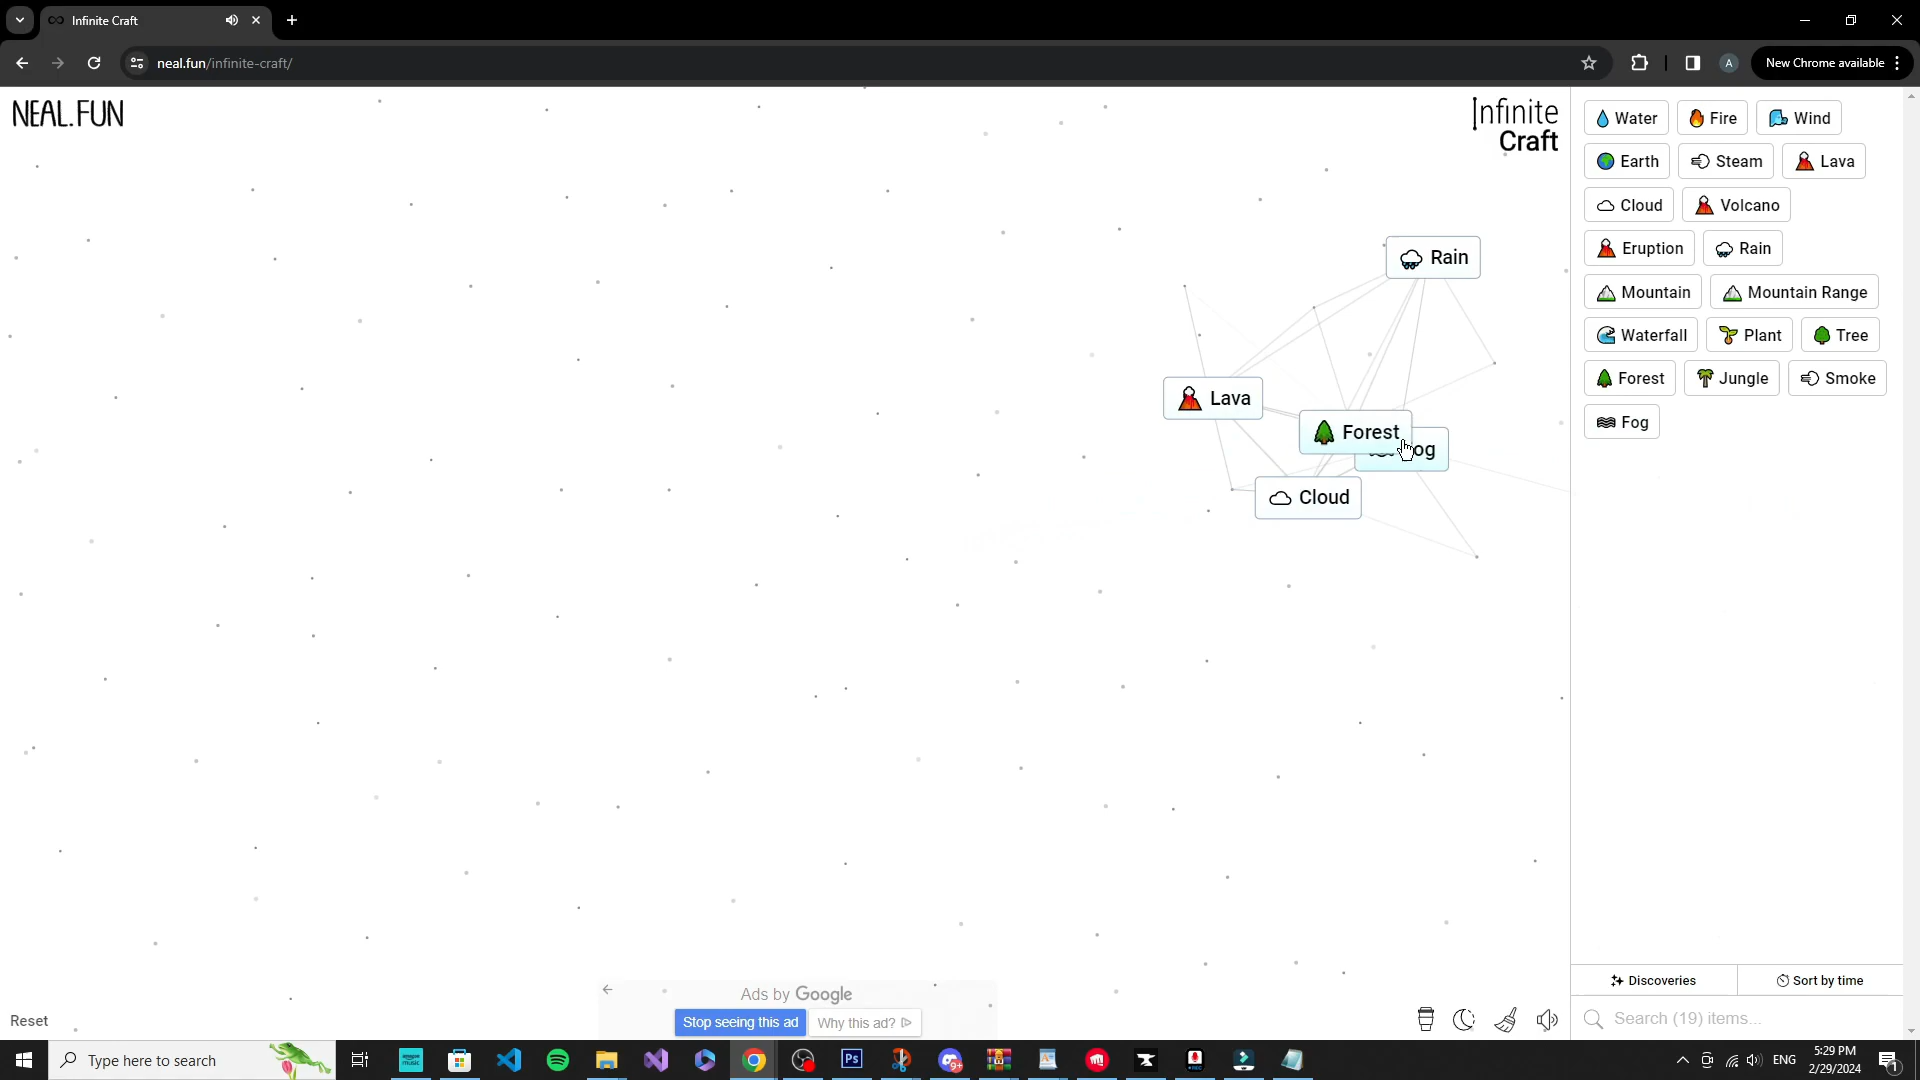 Infinite Craft
neal.fun/infinite-craft/
New Chrome available
NEAL.FUN
Infinite
Craft
Water
Fire
Wind
Earth
Steam
Lava
Cloud
Volcano
Eruption
Rain
Mountain
Mountain Range
Waterfall
Plant
Tree
Forest
Jungle
Smoke
Fog
Rain
Lava
Forest
og
Cloud
Discoveries
Sort by time
Search (19) items...
Ads by Google
Stop seeing this ad
Why this ad?
Reset
Type here to search
9+
ENG
5:29 PM
2/29/2024
1